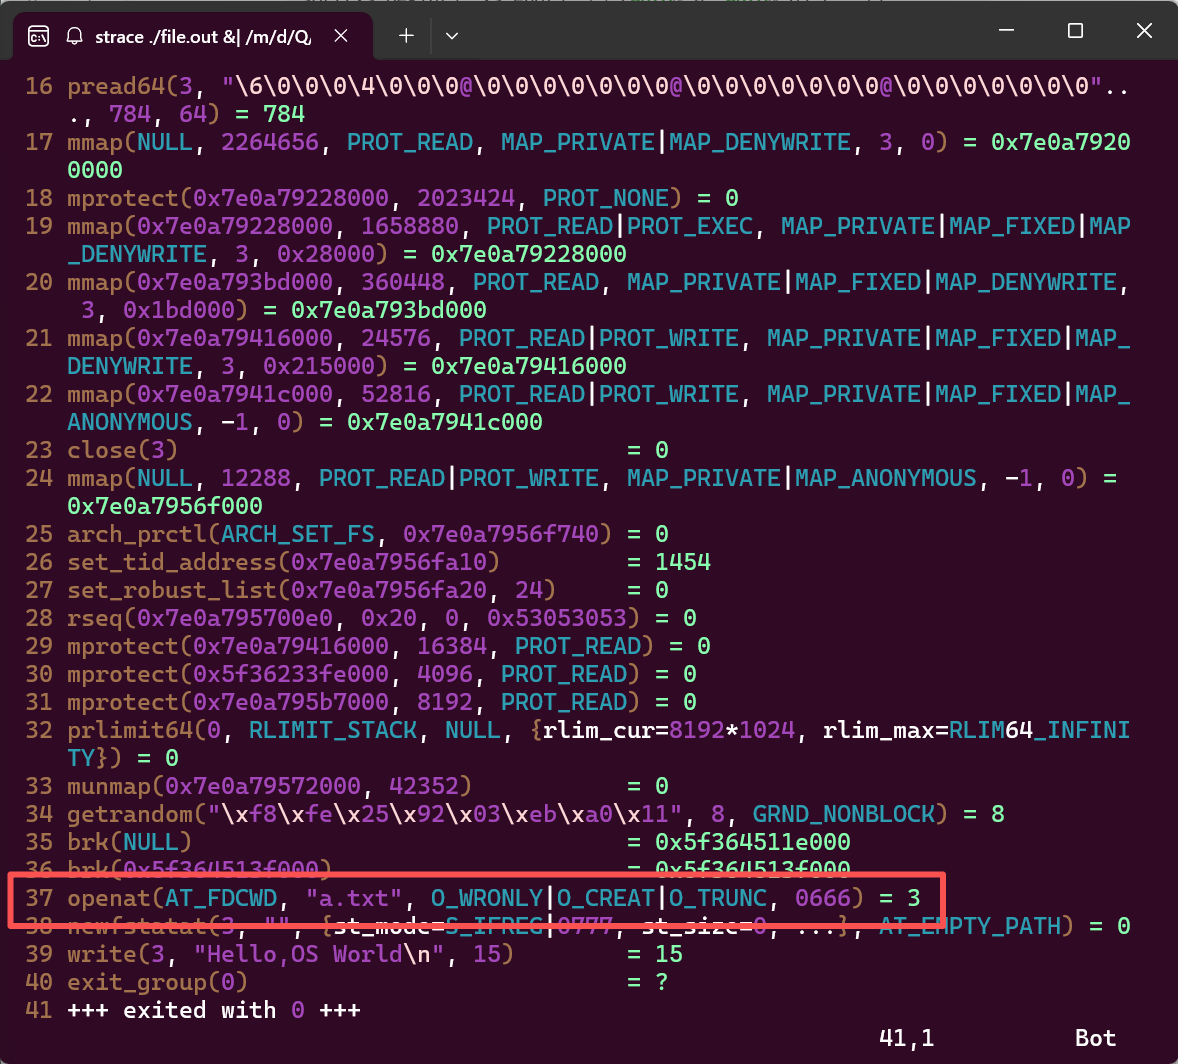 strace ./file.out &| /m/d/Q/
16 pread64(3, "\6\0\0\0\4\0\0\0@\0\0\0\0\0\0\0@\0\0\0\0\0\0\0@\0\0\0\0\0\0\0"..
., 784, 64) = 784
17 mmap(NULL, 2264656, PROT_READ, MAP_PRIVATE|MAP_DENYWRITE, 3, 0) = 0x7e0a7920
0000
18 mprotect(0x7e0a79228000, 2023424, PROT_NONE) = 0
19 mmap(0x7e0a79228000, 1658880, PROT_READ|PROT_EXEC, MAP_PRIVATE|MAP_FIXED|MAP
_DENYWRITE, 3, 0x28000) = 0x7e0a79228000
20 mmap(0x7e0a793bd000, 360448, PROT_READ, MAP_PRIVATE|MAP_FIXED|MAP_DENYWRITE,
3, 0x1bd000) = 0x7e0a793bd000
21 mmap(0x7e0a79416000, 24576, PROT_READ|PROT_WRITE, MAP_PRIVATE|MAP_FIXED|MAP_
DENYWRITE, 3, 0x215000) = 0x7e0a79416000
22 mmap(0x7e0a7941c000, 52816, PROT_READ|PROT_WRITE, MAP_PRIVATE|MAP_FIXED|MAP_
ANONYMOUS, -1, 0) = 0x7e0a7941c000
23 close(3) = 0
24 mmap(NULL, 12288, PROT_READ|PROT_WRITE, MAP_PRIVATE|MAP_ANONYMOUS, -1, 0) =
0x7e0a7956f000
25 arch_prctl(ARCH_SET_FS, 0x7e0a7956f740) = 0
26 set_tid_address(0x7e0a7956fa10) = 1454
27 set_robust_list(0x7e0a7956fa20, 24) = 0
28 rseq(0x7e0a795700e0, 0x20, 0, 0x53053053) = 0
29 mprotect(0x7e0a79416000, 16384, PROT_READ) = 0
30 mprotect(0x5f36233fe000, 4096, PROT_READ) = 0
31 mprotect(0x7e0a795b7000, 8192, PROT_READ) = 0
32 prlimit64(0, RLIMIT_STACK, NULL, {rlim_cur=8192*1024, rlim_max=RLIM64_INFINI
TY}) = 0
33 munmap(0x7e0a79572000, 42352) = 0
34 getrandom("\xf8\xfe\x25\x92\x03\xeb\xa0\x11", 8, GRND_NONBLOCK) = 8
35 brk(NULL) = 0x5f364511e000
36 brk(0x5f364513f000) = 0x5f364513f000
37 openat(AT_FDCWD, "a.txt", O_WRONLY|O_CREAT|O_TRUNC, 0666) = 3
38 newfstatat(3, "", {st_mode=S_IFREG|0777, st_size=0, ...}, AT_EMPTY_PATH) = 0
39 write(3, "Hello,OS World\n", 15) = 15
40 exit_group(0) = ?
41 +++ exited with 0 +++
41,1 Bot